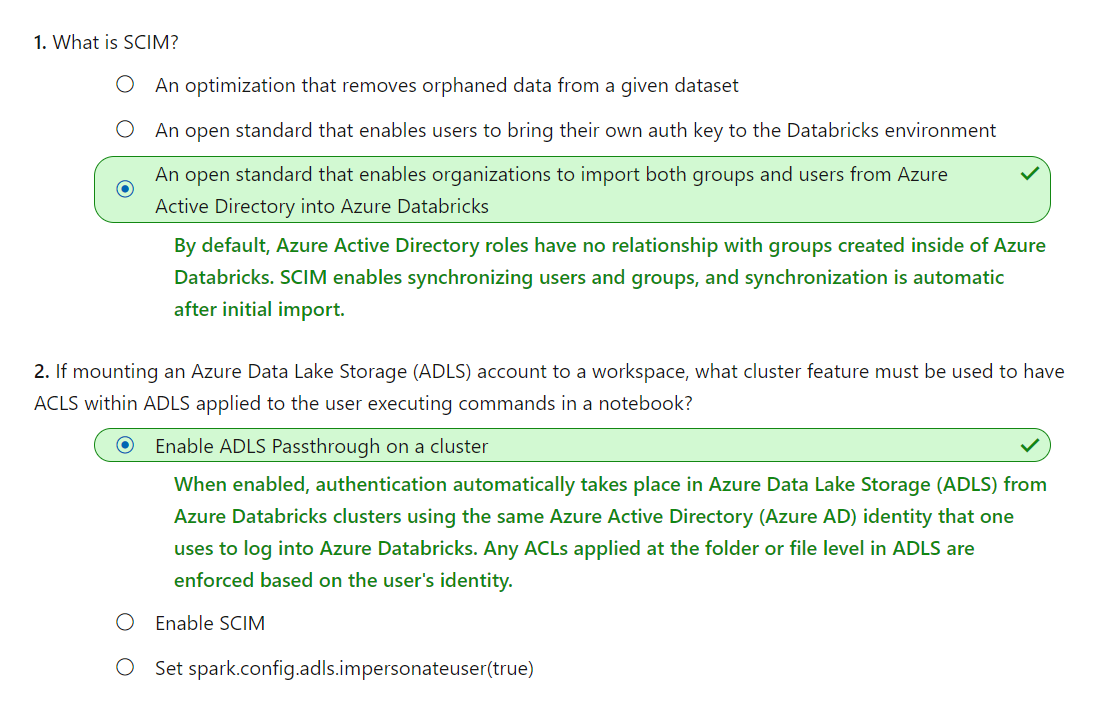 1. What is SCIM?
An optimization that removes orphaned data from a given dataset
An open standard that enables users to bring their own auth key to the Databricks environment
An open standard that enables organizations to import both groups and users from Azure
Active Directory into Azure Databricks
By default, Azure Active Directory roles have no relationship with groups created inside of Azure
Databricks. SCIM enables synchronizing users and groups, and synchronization is automatic
after initial import.
2. If mounting an Azure Data Lake Storage (ADLS) account to a workspace, what cluster feature must be used to have
ACLS within ADLS applied to the user executing commands in a notebook?
Enable ADLS Passthrough on a cluster
When enabled, authentication automatically takes place in Azure Data Lake Storage (ADLS) from
Azure Databricks clusters using the same Azure Active Directory (Azure AD) identity that one
uses to log into Azure Databricks. Any ACLs applied at the folder or file level in ADLS are
enforced based on the user's identity.
Enable SCIM
Set spark.config.adls.impersonateuser(true)